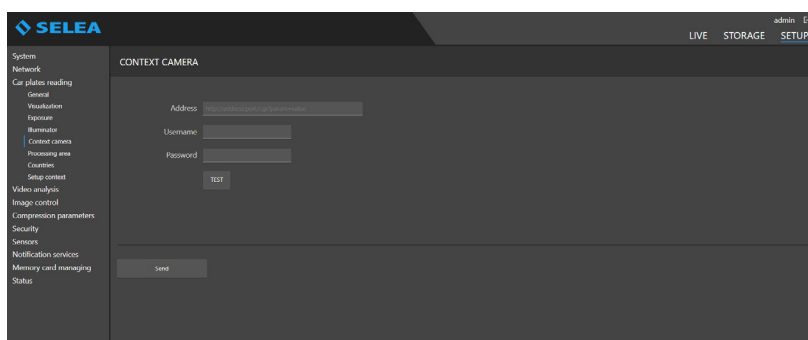 SELEA
admin
LIVE STORAGE SETUP
System
Network
Car plates reading
General
Visualization
Exposure
Illuminator
Context camera
Processing area
Countries
Setup context
Video analysis
Image control
Compression parameters
Security
Sensors
Notification services
Memory card managing
Status
CONTEXT CAMERA
Address
Username
Password
TEST
Send